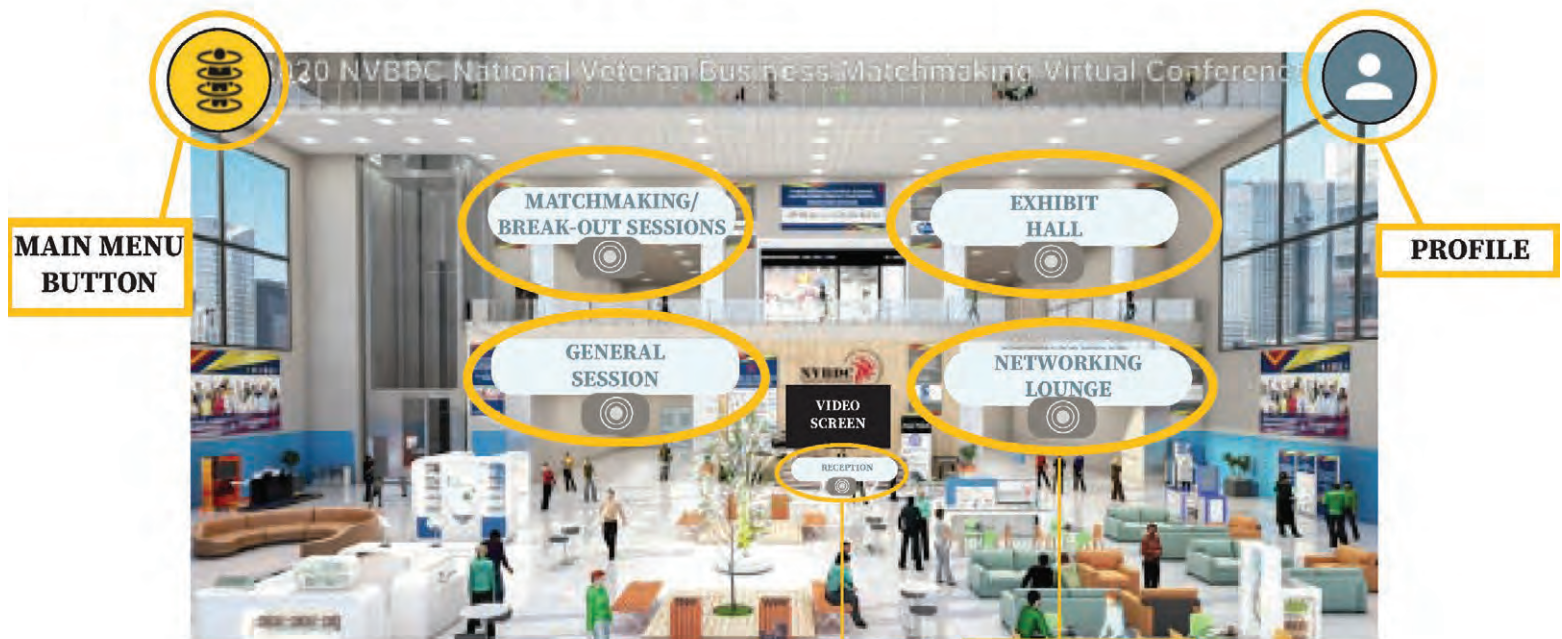 2020 NVBDC National Veteran Business Matchmaking Virtual Conference
MAIN MENU
BUTTON
MATCHMAKING/
BREAK-OUT SESSIONS
EXHIBIT
HALL
PROFILE
GENERAL
SESSION
NETWORKING
LOUNGE
NVBDC
VIDEO
SCREEN
RECEPTION